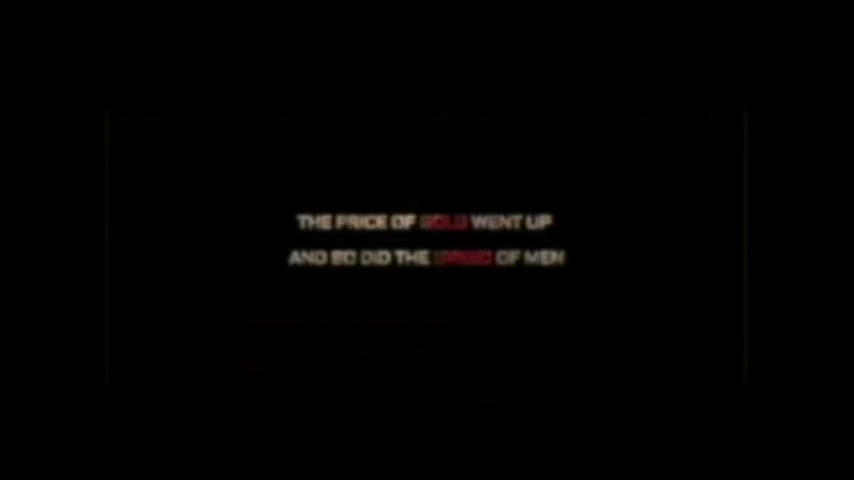 THE PRICE OF GOLD WENT UP
AND SO DID THE GREED OF MEN